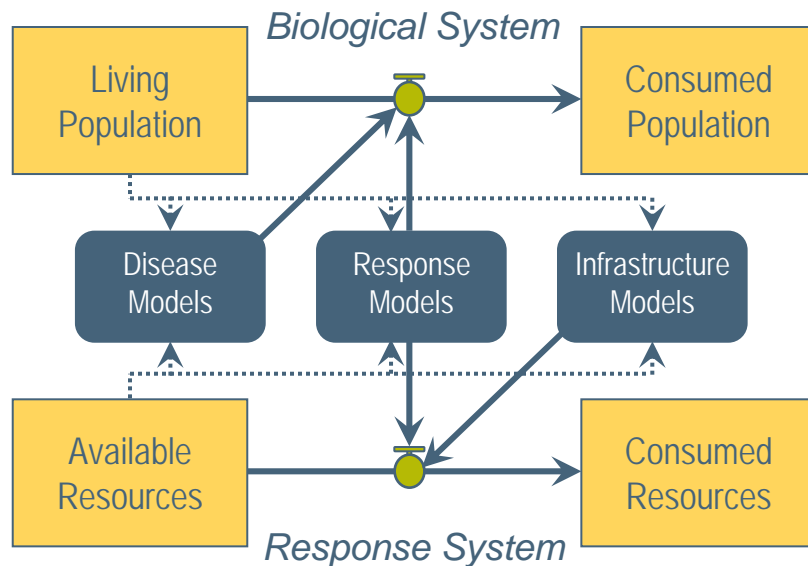 Biological System
Living
Population
Consumed
Population
Disease
Models
Response
Models
Infrastructure
Models
Available
Resources
Consumed
Resources
Response System